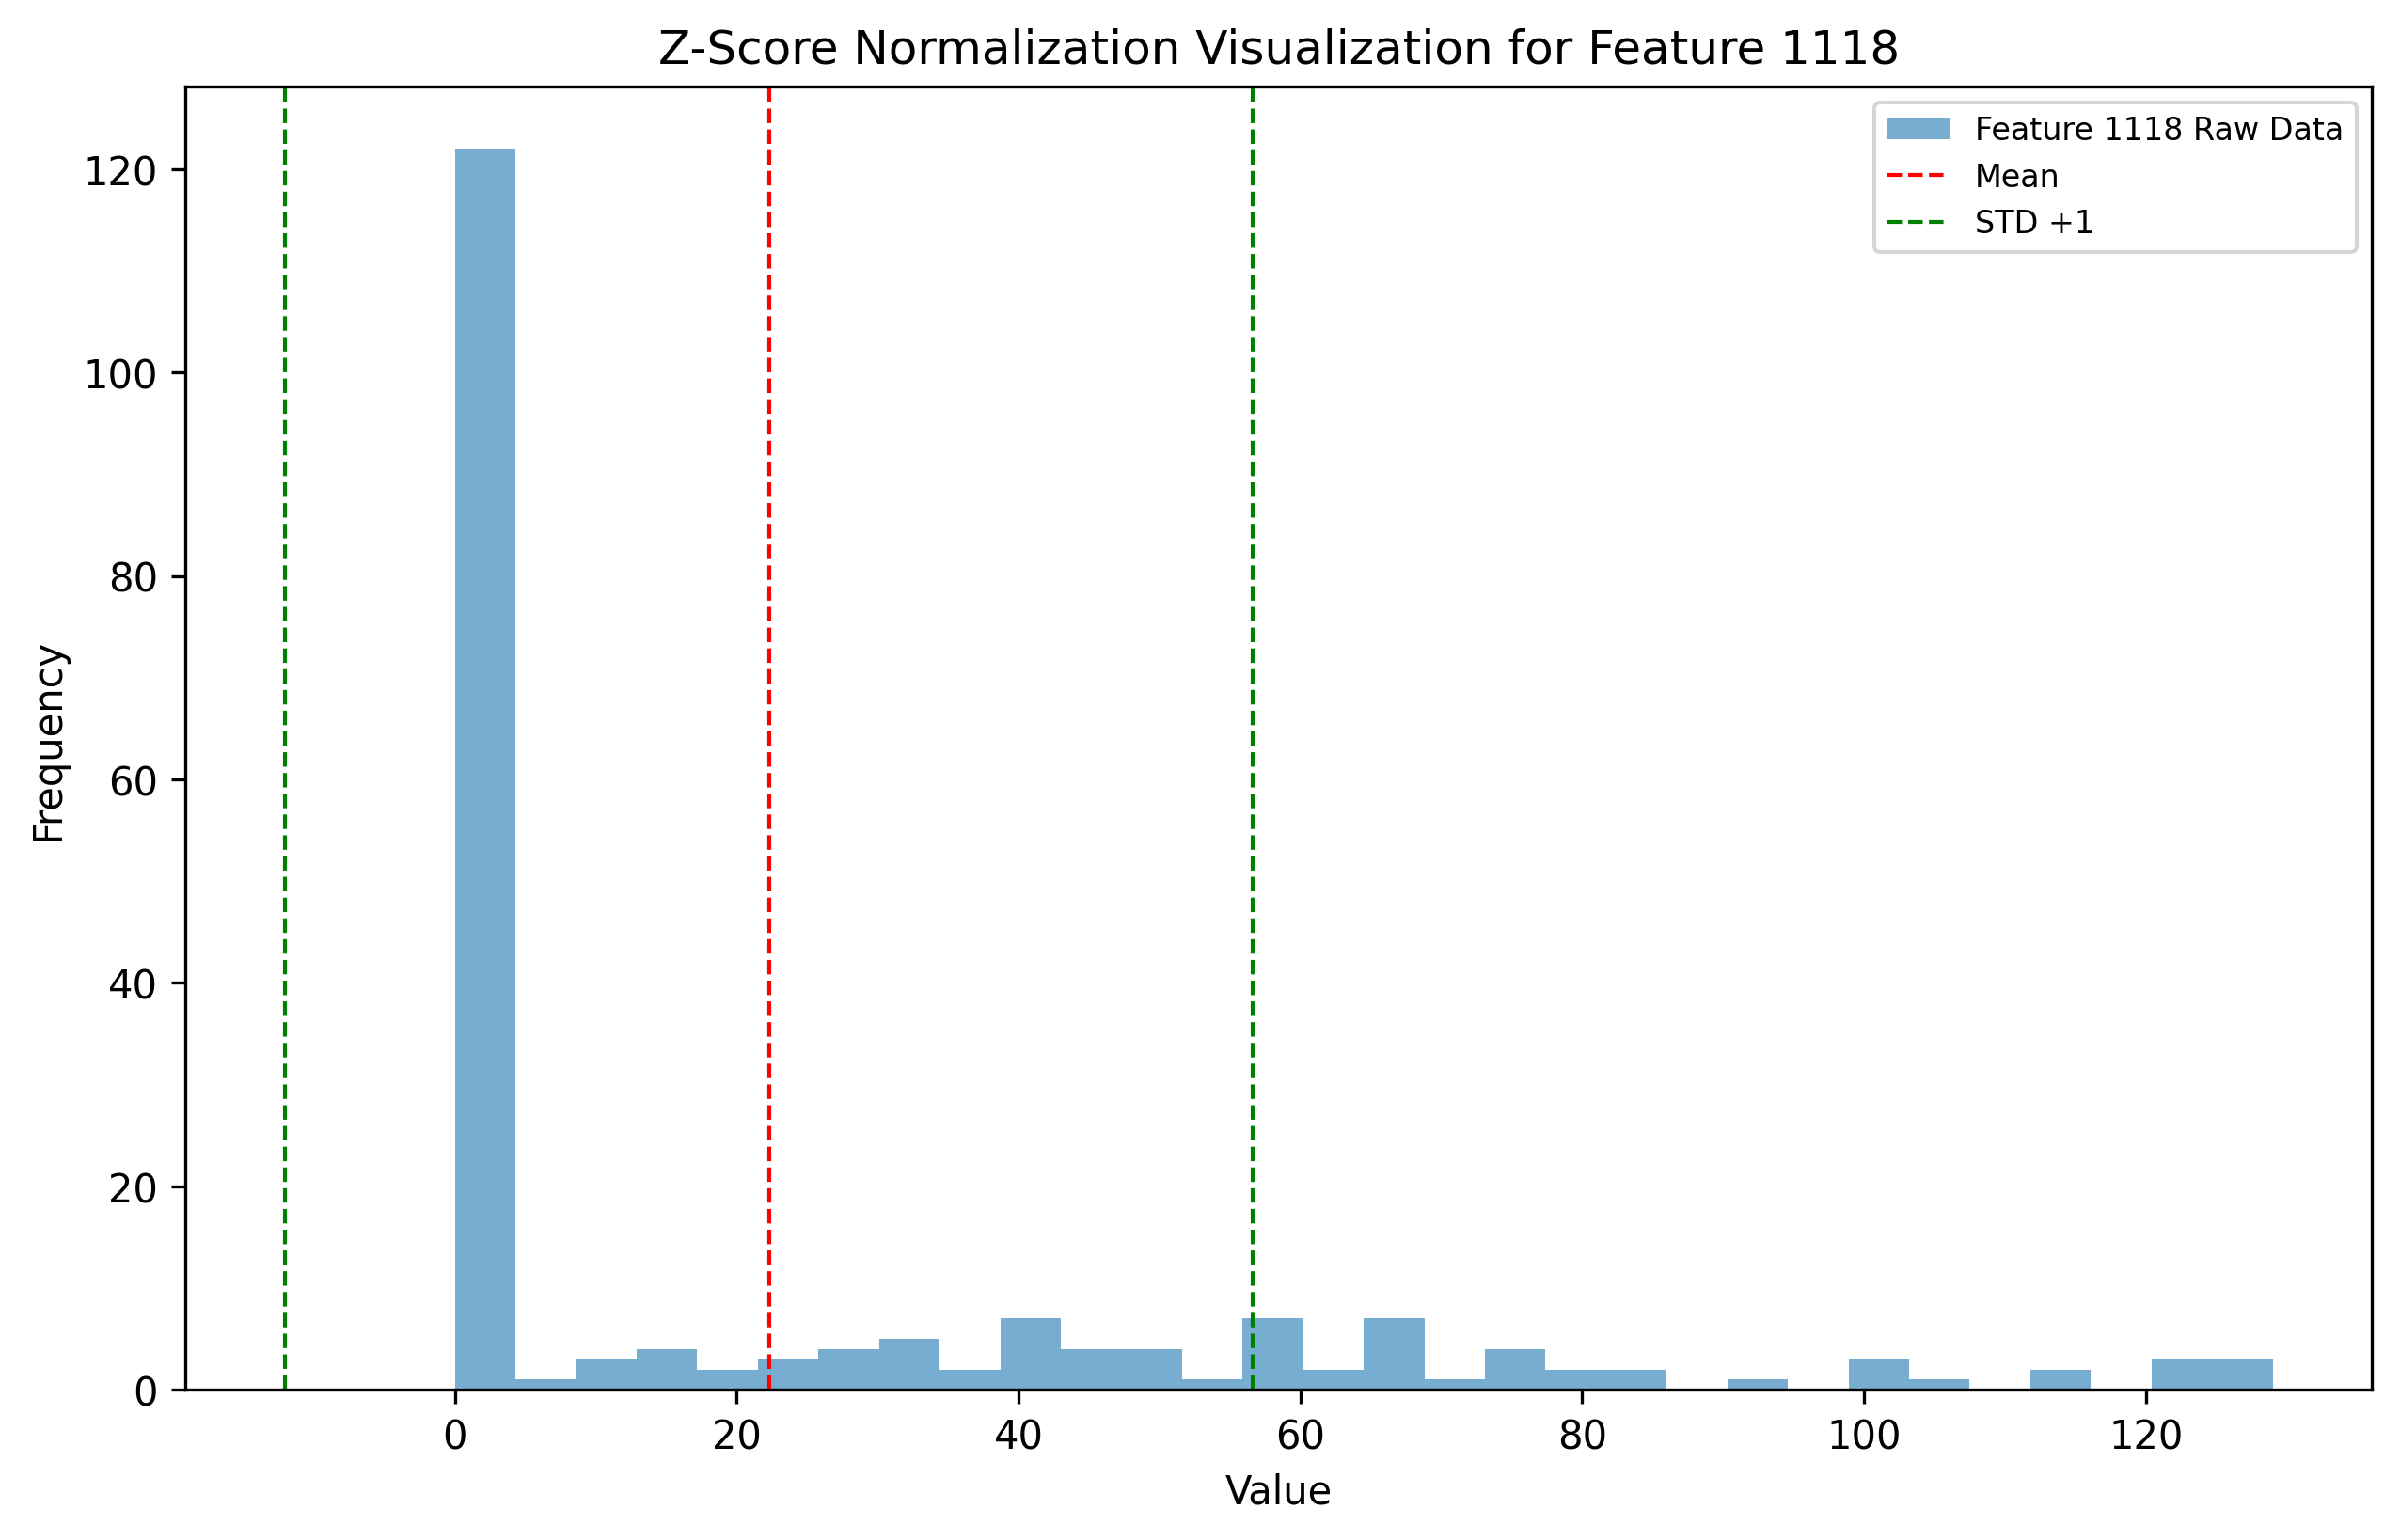 Z-Score Normalization Visualization for Feature 1118
Feature 1118 Raw Data
Mean
STD +1
120
100
80
60
40
20
0
Frequency
0 20 40 60 80 100 120
Value